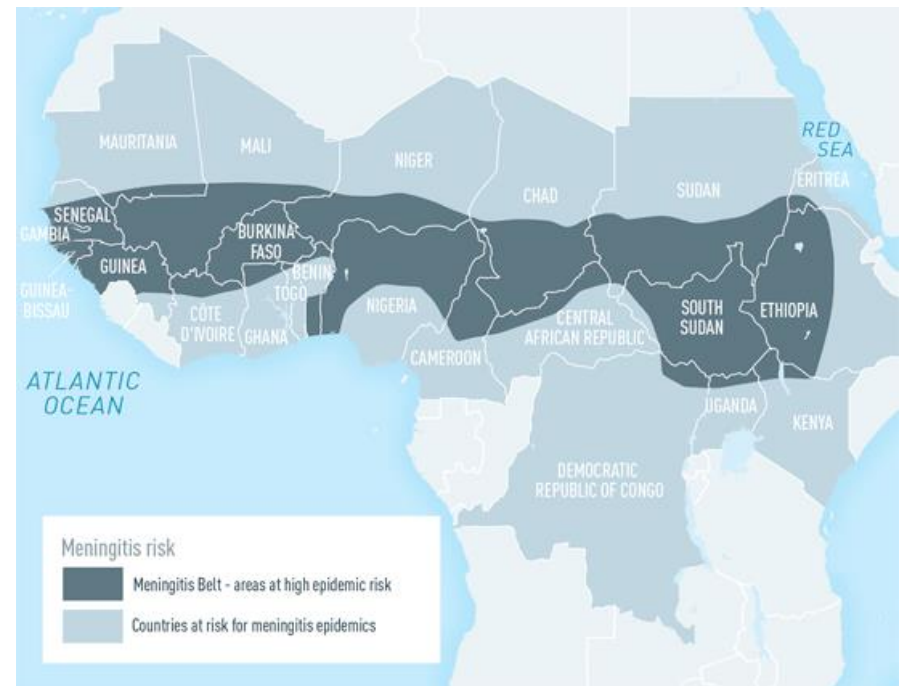 RED
SEA
MAURITANIA
MALI
NIGER
CHAD
SUDAN
ERITREA
SENEGAL
GAMBIA
BURKINA
FASO
GUINEA
BENIN
TOGO
GUINEA-
BISSAU
NIGERIA
CÔTE
D'IVOIRE
GHANA
CENTRAL
AFRICAN REPUBLIC
SOUTH
SUDAN
ETHIOPIA
CAMEROON
ATLANTIC
OCEAN
UGANDA
KENYA
DEMOCRATIC
REPUBLIC OF CONGO
Meningitis risk
Meningitis Belt - areas at high epidemic risk
Countries at risk for meningitis epidemics